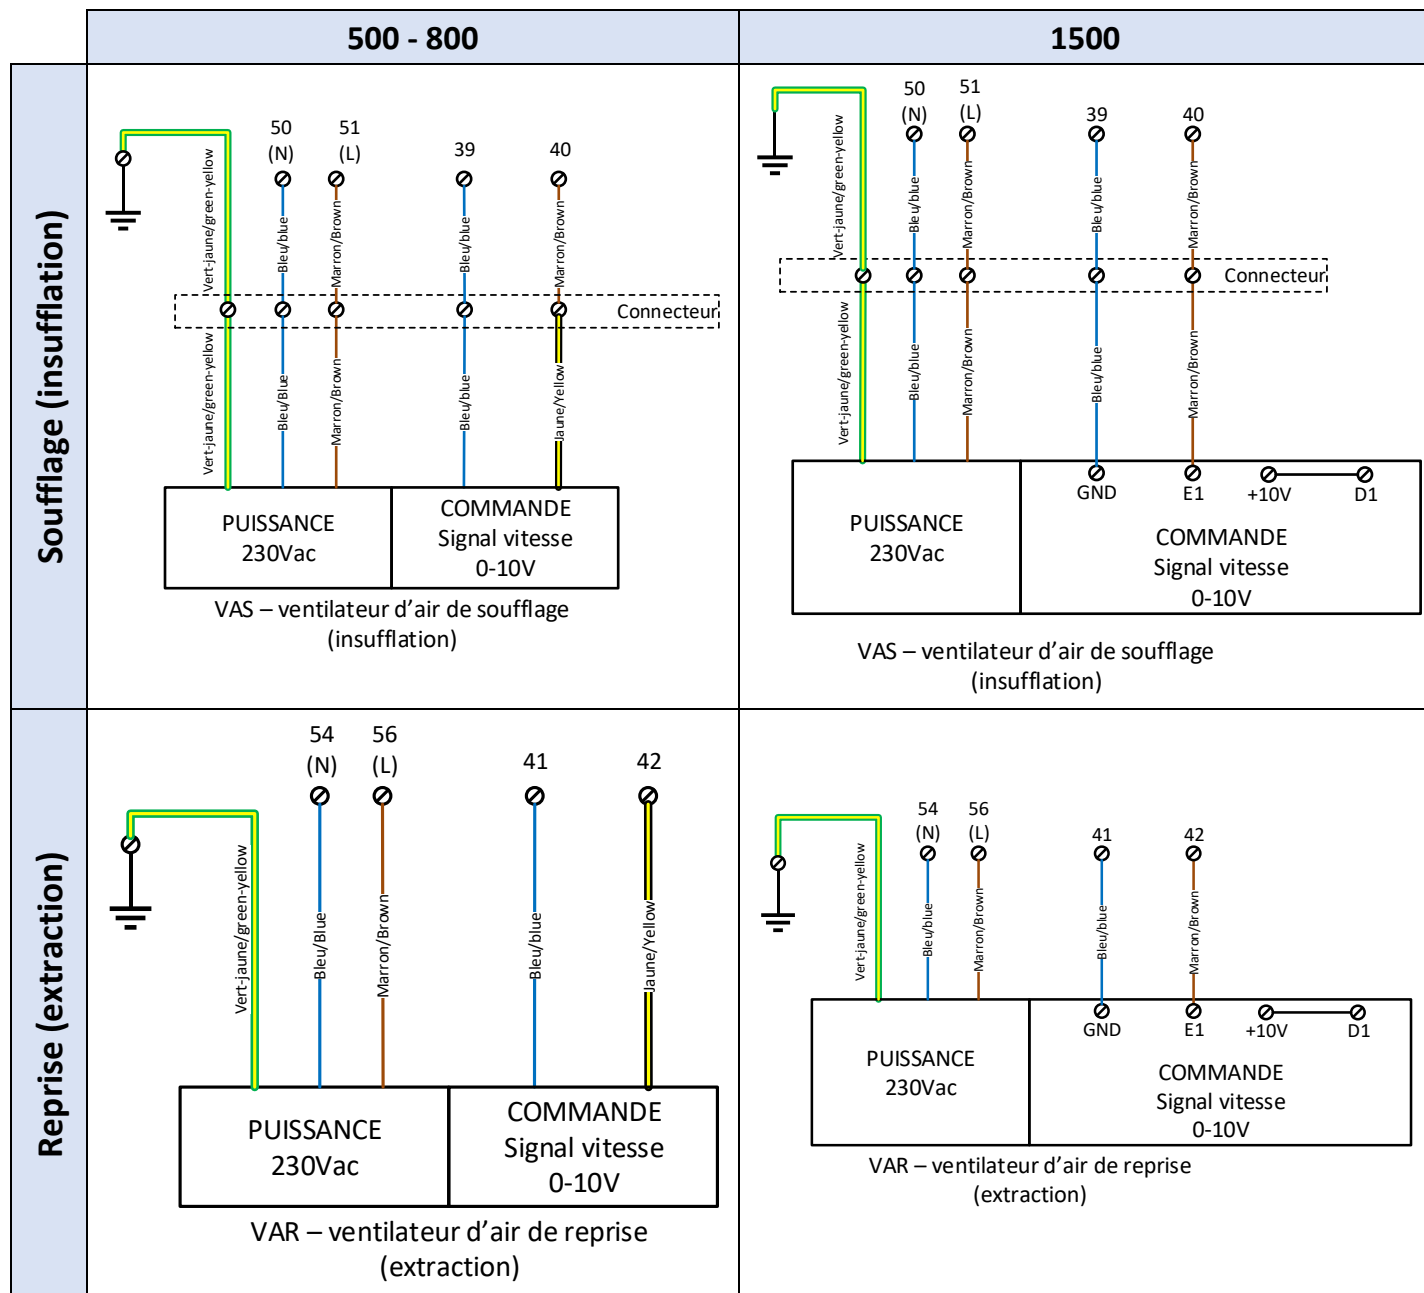 500 - 800
1500
Soufflage (insufflation)
50
(N)
51
(L)
39
40
Vert-jaune/green-yellow
Bleu/blue
Marron/Brown
Bleu/blue
Marron/Brown
Connecteur
Vert-jaune/green-yellow
Bleu/Blue
Marron/Brown
Bleu/blue
Jaune/Yellow
PUISSANCE
230Vac
COMMANDE
Signal vitesse
0-10V
VAS – ventilateur d’air de soufflage
(insufflation)
50
(N)
51
(L)
39
40
Vert-jaune/green-yellow
Bleu/blue
Marron/Brown
Bleu/blue
Marron/Brown
Connecteur
Vert-jaune/green-yellow
Bleu/blue
Marron/Brown
Bleu/blue
Marron/Brown
GND
E1
+10V
D1
PUISSANCE
230Vac
COMMANDE
Signal vitesse
0-10V
VAS – ventilateur d’air de soufflage
(insufflation)
Reprise (extraction)
54
(N)
56
(L)
41
42
Vert-jaune/green-yellow
Bleu/Blue
Marron/Brown
Bleu/blue
Jaune/Yellow
PUISSANCE
230Vac
COMMANDE
Signal vitesse
0-10V
VAR – ventilateur d’air de reprise
(extraction)
54
(N)
56
(L)
41
42
Vert-jaune/green-yellow
Bleu/blue
Marron/Brown
Bleu/blue
Marron/Brown
GND
E1
+10V
D1
PUISSANCE
230Vac
COMMANDE
Signal vitesse
0-10V
VAR – ventilateur d’air de reprise
(extraction)